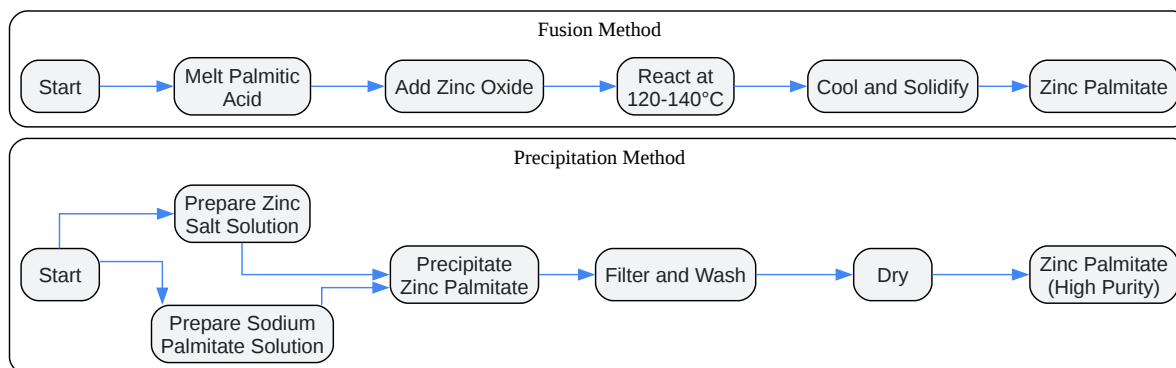 Fusion Method
Start
Melt Palmitic
Acid
Add Zinc Oxide
React at
120-140°C
Cool and Solidify
Zinc Palmitate
Precipitation Method
Start
Prepare Zinc
Salt Solution
Prepare Sodium
Palmitate Solution
Precipitate
Zinc Palmitate
Filter and Wash
Dry
Zinc Palmitate
(High Purity)